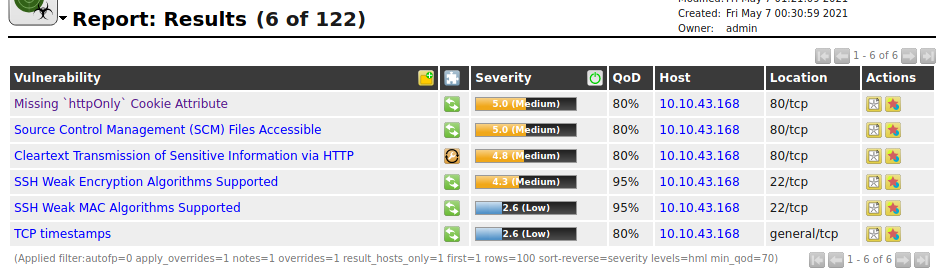 Report: Results (6 of 122)
Created: Fri May 7 00:30:59 2021
Owner: admin
1 - 6 of 6
Vulnerability Severity QoD Host Location Actions
Missing `httpOnly` Cookie Attribute 5.0 (Medium) 80% 10.10.43.168 80/tcp
Source Control Management (SCM) Files Accessible 5.0 (Medium) 80% 10.10.43.168 80/tcp
Cleartext Transmission of Sensitive Information via HTTP 4.8 (Medium) 80% 10.10.43.168 80/tcp
SSH Weak Encryption Algorithms Supported 4.3 (Medium) 95% 10.10.43.168 22/tcp
SSH Weak MAC Algorithms Supported 2.6 (Low) 95% 10.10.43.168 22/tcp
TCP timestamps 2.6 (Low) 80% 10.10.43.168 general/tcp
(Applied filter:autofp=0 apply_overrides=1 notes=1 overrides=1 result_hosts_only=1 first=1 rows=100 sort-reverse=severity levels=hml min_qod=70) 1 - 6 of 6